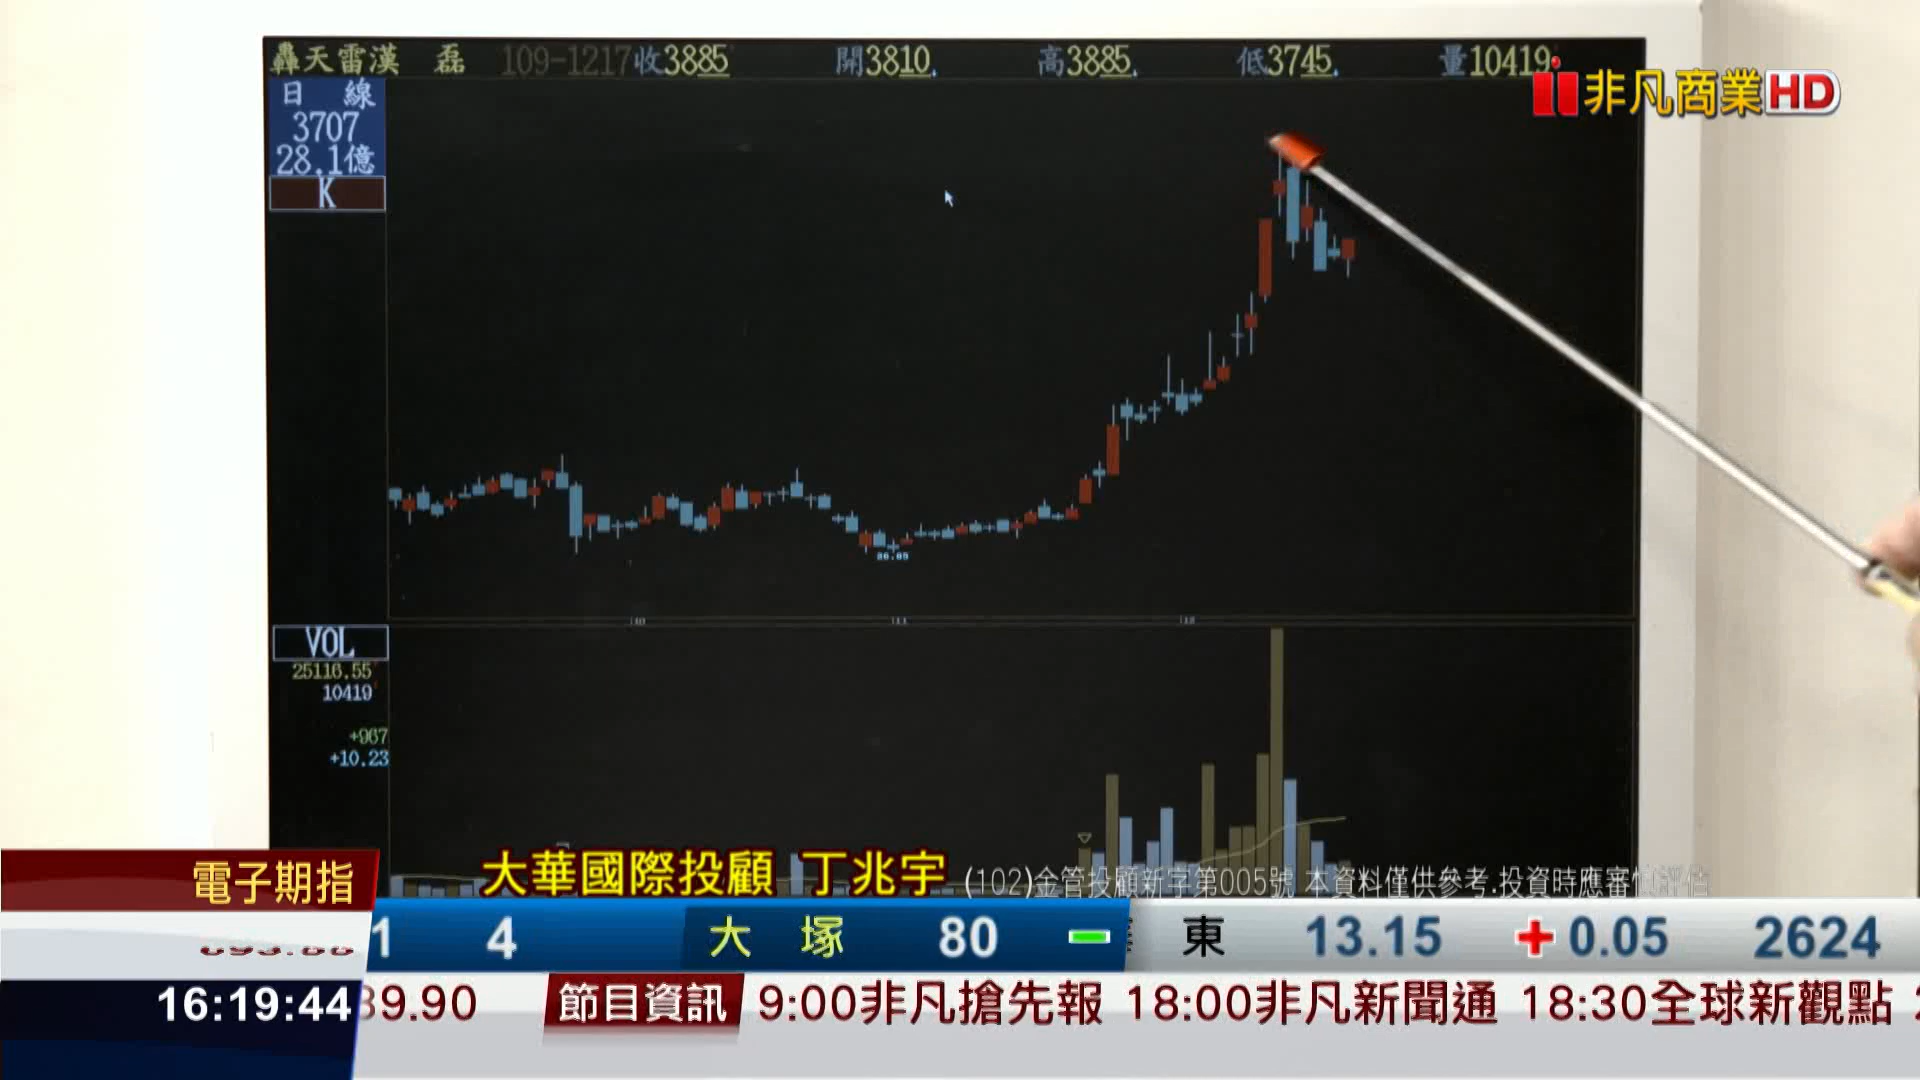 轟天雷漢 磊 109-1217收3885 開3810 高3885 低3745 量10419
非凡商業HD
日 線
3707
28.1億
K
26.85
10
11
12
VOL
25116.55
10419
+967
+10.23
電子期指
大華國際投顧 丁兆宇
(102)金管投顧新字第005號 本資料僅供參考.投資時應審慎評估
1 4 大 塚 80 東 13.15 +0.05 2624
16:19:44
39.90 節目資訊 9:00非凡搶先報 18:00非凡新聞通 18:30全球新觀點